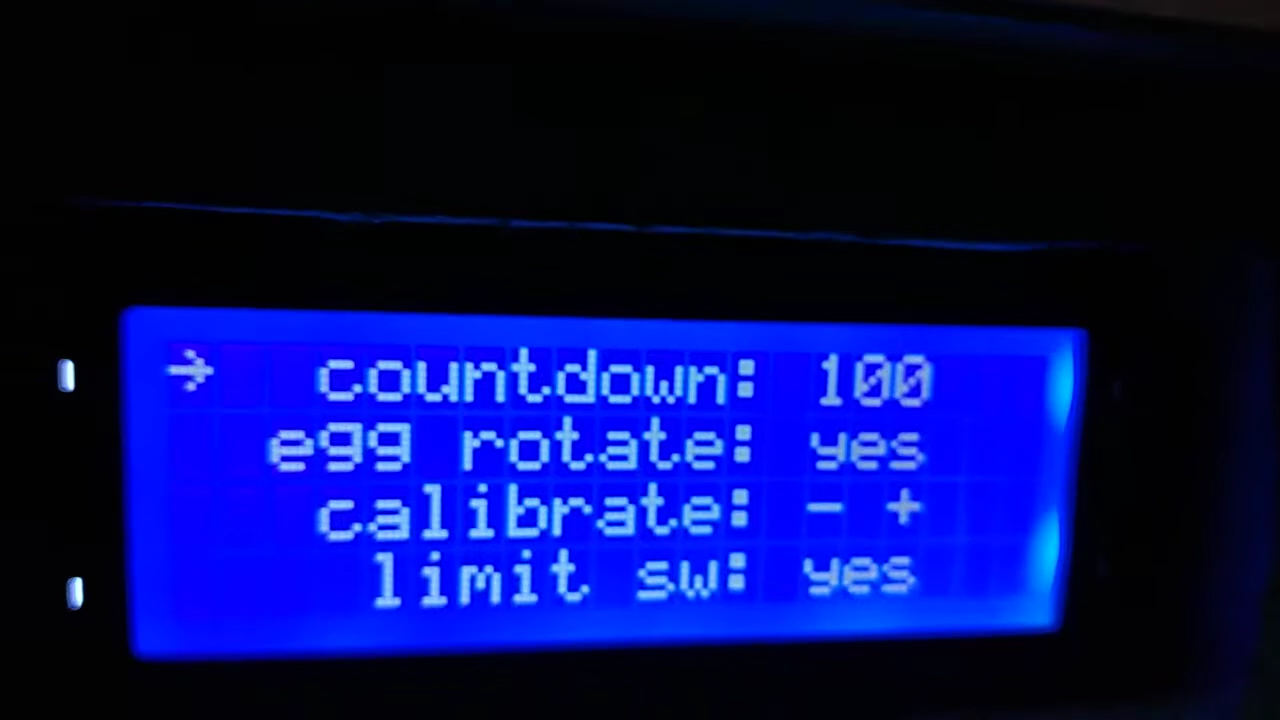 → countdown: 100
egg rotate: yes
calibrate: - +
limit sw: yes